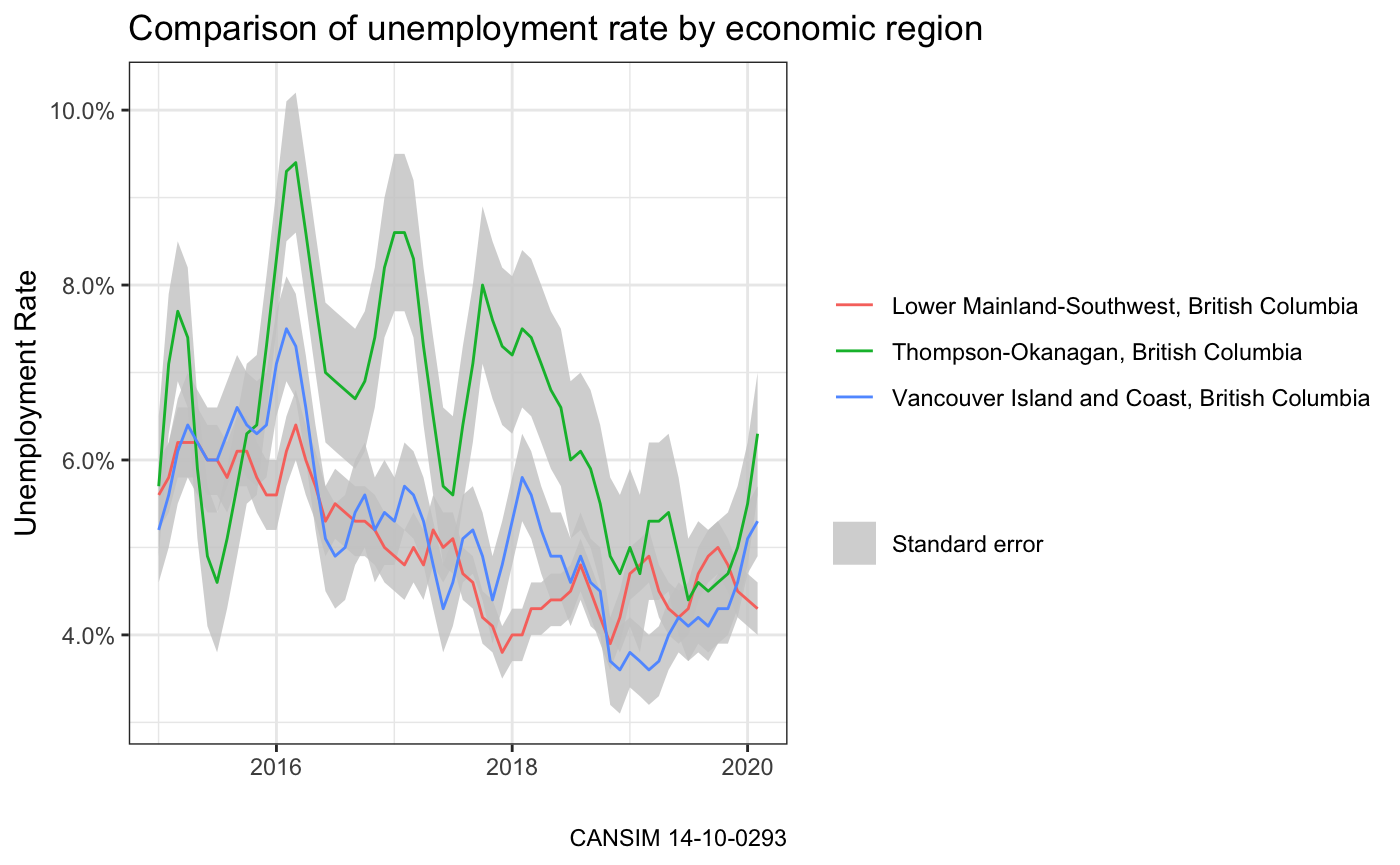 Comparison of unemployment rate by economic region
Unemployment Rate
10.0%
8.0%
6.0%
4.0%
2016
2018
2020
Lower Mainland-Southwest, British Columbia
Thompson-Okanagan, British Columbia
Vancouver Island and Coast, British Columbia
Standard error
CANSIM 14-10-0293